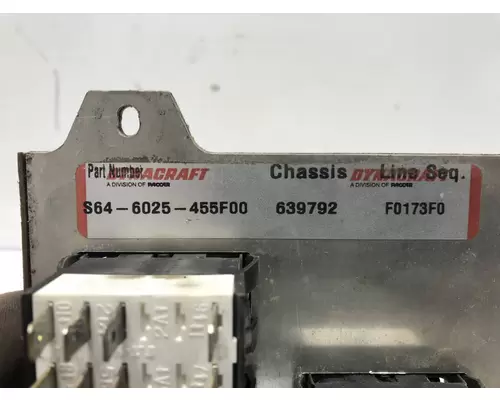 Part Number DYNACRAFT Chassis DYNACRAFT Line Seq.
A DIVISION OF PACCAR A DIVISION OF PACCAR
S64-6025-455F00 639792 F0173F0